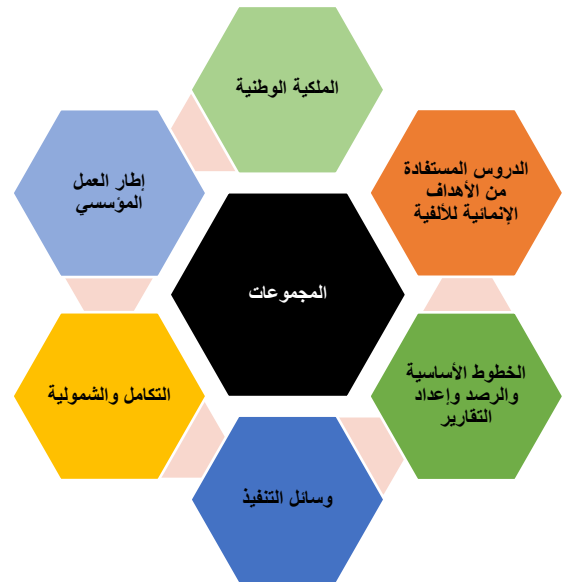 الملكية الوطنية
الدروس المستفادة
من الأهداف
الإنمائية للألفية
إطار العمل
المؤسسي
المجموعات
الخطوط الأساسية
والرصد وإعداد
التقارير
التكامل والشمولية
وسائل التنفيذ